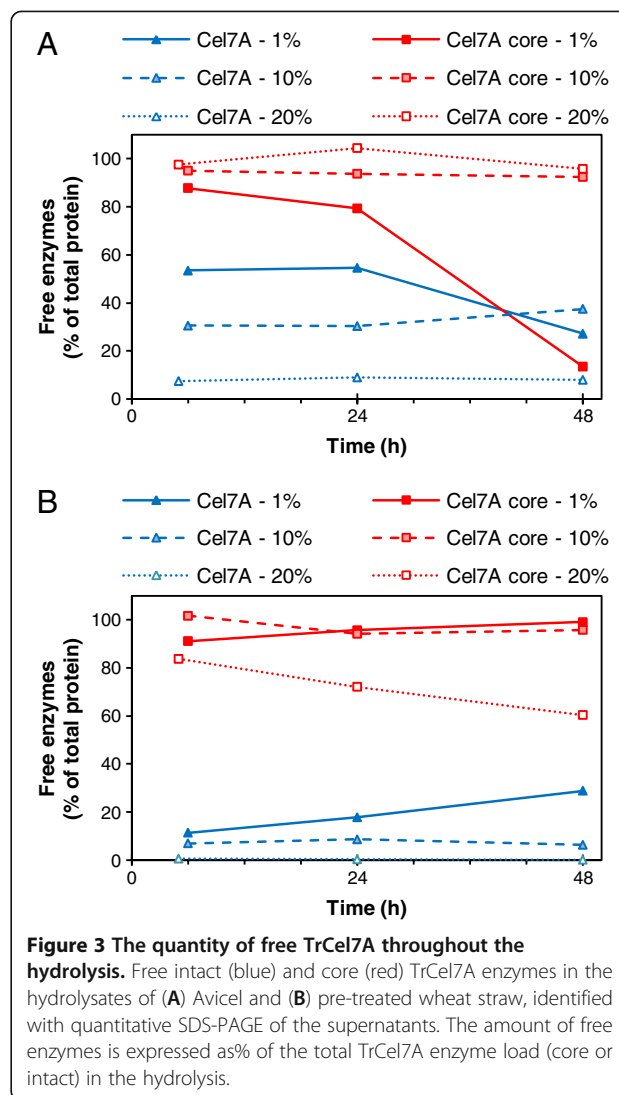 A
Cel7A - 1%
Cel7A core - 1%
Cel7A - 10%
Cel7A core - 10%
Cel7A - 20%
Cel7A core - 20%
100
80
60
40
20
0
Free enzymes
(% of total protein)
0 24 48
Time (h)
B
Cel7A - 1%
Cel7A core - 1%
Cel7A - 10%
Cel7A core - 10%
Cel7A - 20%
Cel7A core - 20%
100
80
60
40
20
0
Free enzymes
(% of total protein)
0 24 48
Time (h)
Figure 3 The quantity of free TrCel7A throughout the
hydrolysis. Free intact (blue) and core (red) TrCel7A enzymes in the
hydrolysates of (A) Avicel and (B) pre-treated wheat straw, identified
with quantitative SDS-PAGE of the supernatants. The amount of free
enzymes is expressed as% of the total TrCel7A enzyme load (core or
intact) in the hydrolysis.